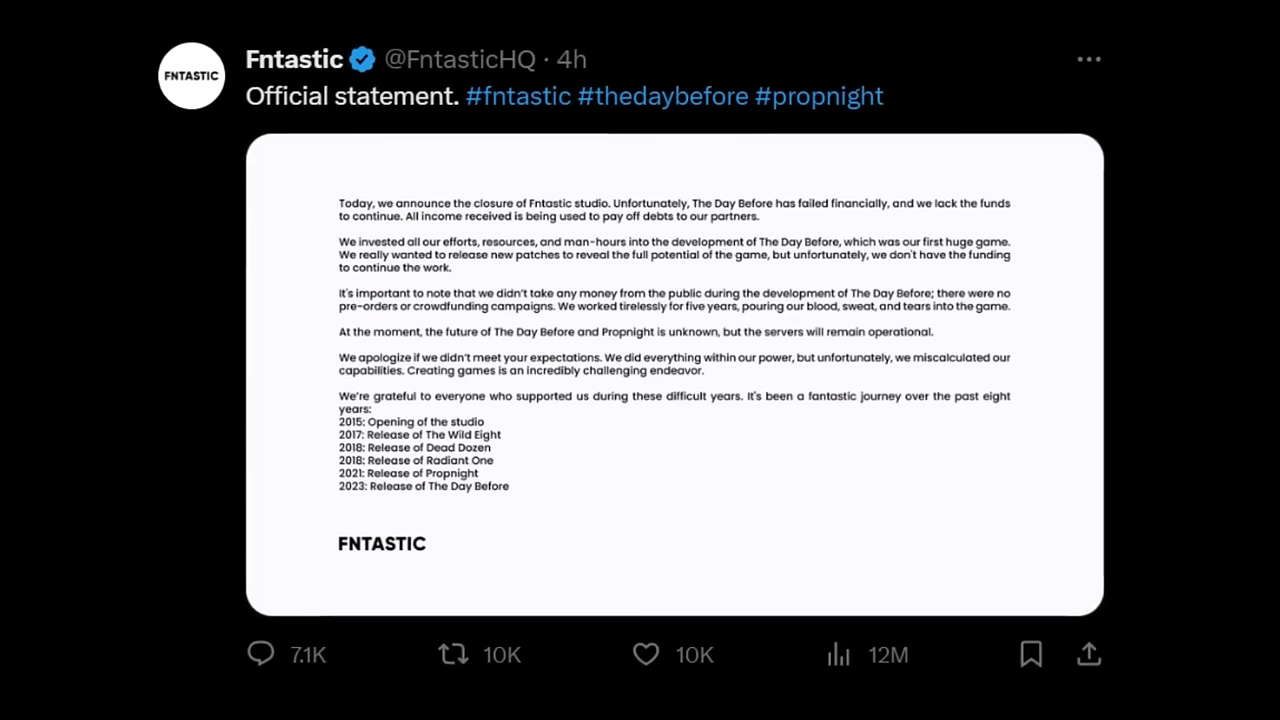 FNTASTIC
Fntastic @FntasticHQ · 4h
Official statement. #fntastic #thedaybefore #propnight
Today, we announce the closure of Fntastic studio. Unfortunately, The Day Before has failed financially, and we lack the funds
to continue. All income received is being used to pay off debts to our partners.
We invested all our efforts, resources, and man-hours into the development of The Day Before, which was our first huge game.
We really wanted to release new patches to reveal the full potential of the game, but unfortunately, we don't have the funding
to continue the work.
It's important to note that we didn't take any money from the public during the development of The Day Before; there were no
pre-orders or crowdfunding campaigns. We worked tirelessly for five years, pouring our blood, sweat, and tears into the game.
At the moment, the future of The Day Before and Propnight is unknown, but the servers will remain operational.
We apologize if we didn't meet your expectations. We did everything within our power, but unfortunately, we miscalculated our
capabilities. Creating games is an incredibly challenging endeavor.
We're grateful to everyone who supported us during these difficult years. It's been a fantastic journey over the past eight
years:
2015: Opening of the studio
2017: Release of The Wild Eight
2018: Release of Dead Dozen
2018: Release of Radiant One
2021: Release of Propnight
2023: Release of The Day Before
FNTASTIC
7.1K 10K 10K 12M